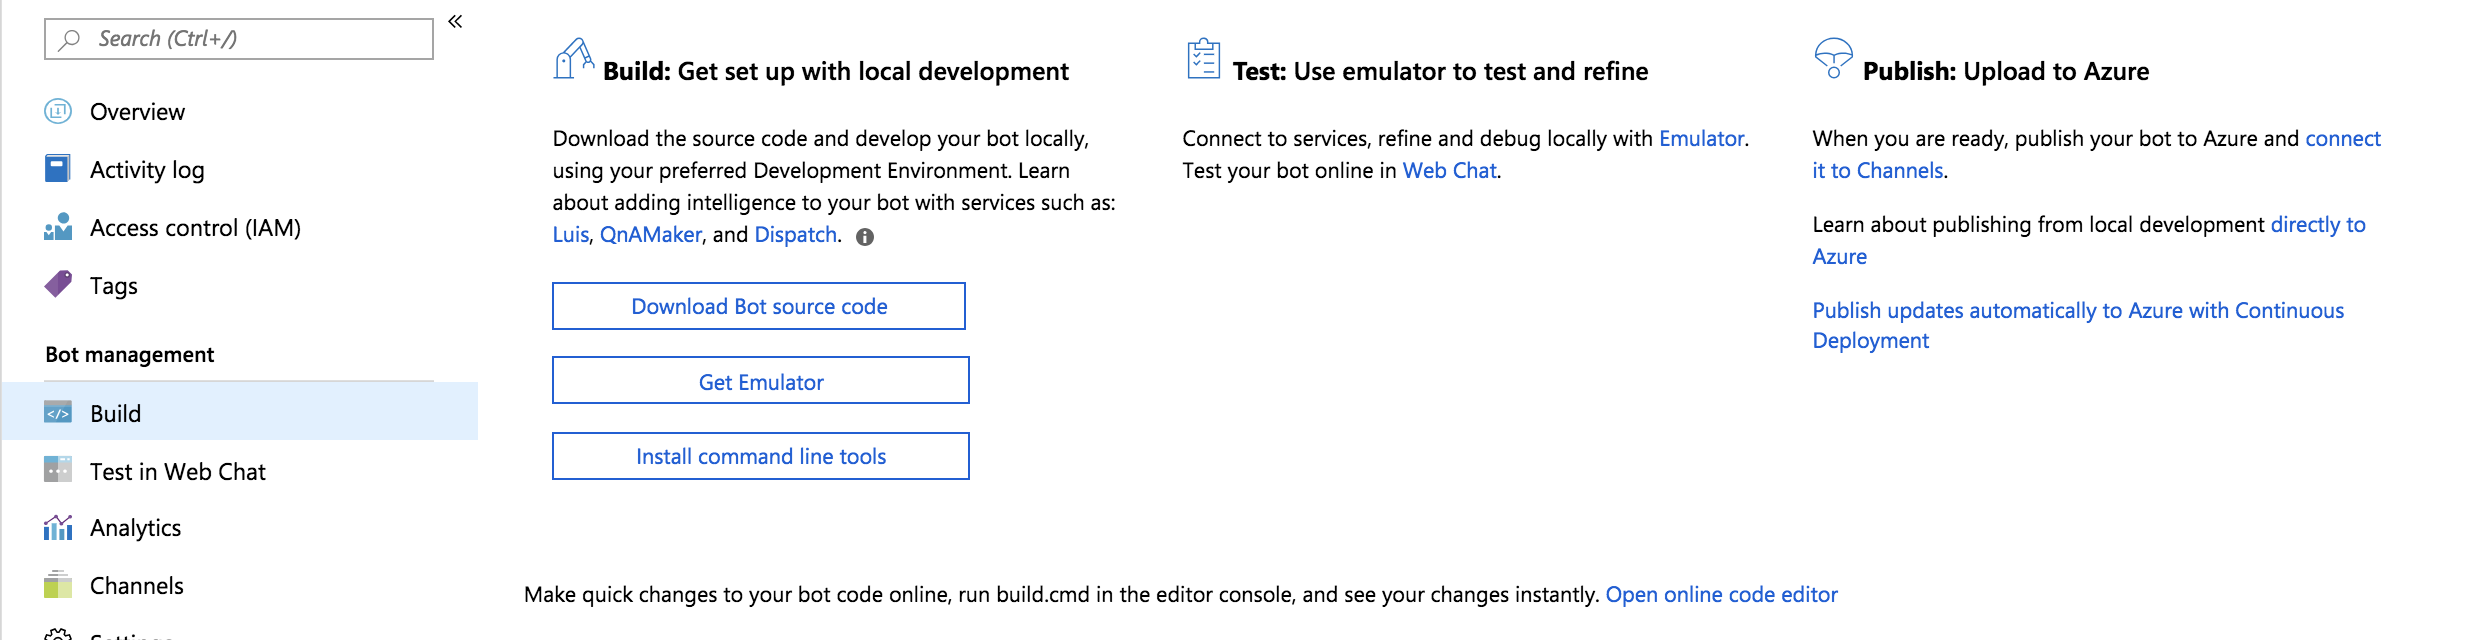 Search (Ctrl+/)
«
Overview
Activity log
Access control (IAM)
Tags
Bot management
Build
Test in Web Chat
Analytics
Channels
Settings
Build: Get set up with local development
Download the source code and develop your bot locally,
using your preferred Development Environment. Learn
about adding intelligence to your bot with services such as:
Luis, QnAMaker, and Dispatch.
Download Bot source code
Get Emulator
Install command line tools
Test: Use emulator to test and refine
Connect to services, refine and debug locally with Emulator.
Test your bot online in Web Chat.
Publish: Upload to Azure
When you are ready, publish your bot to Azure and connect
it to Channels.
Learn about publishing from local development directly to
Azure
Publish updates automatically to Azure with Continuous
Deployment
Make quick changes to your bot code online, run build.cmd in the editor console, and see your changes instantly. Open online code editor